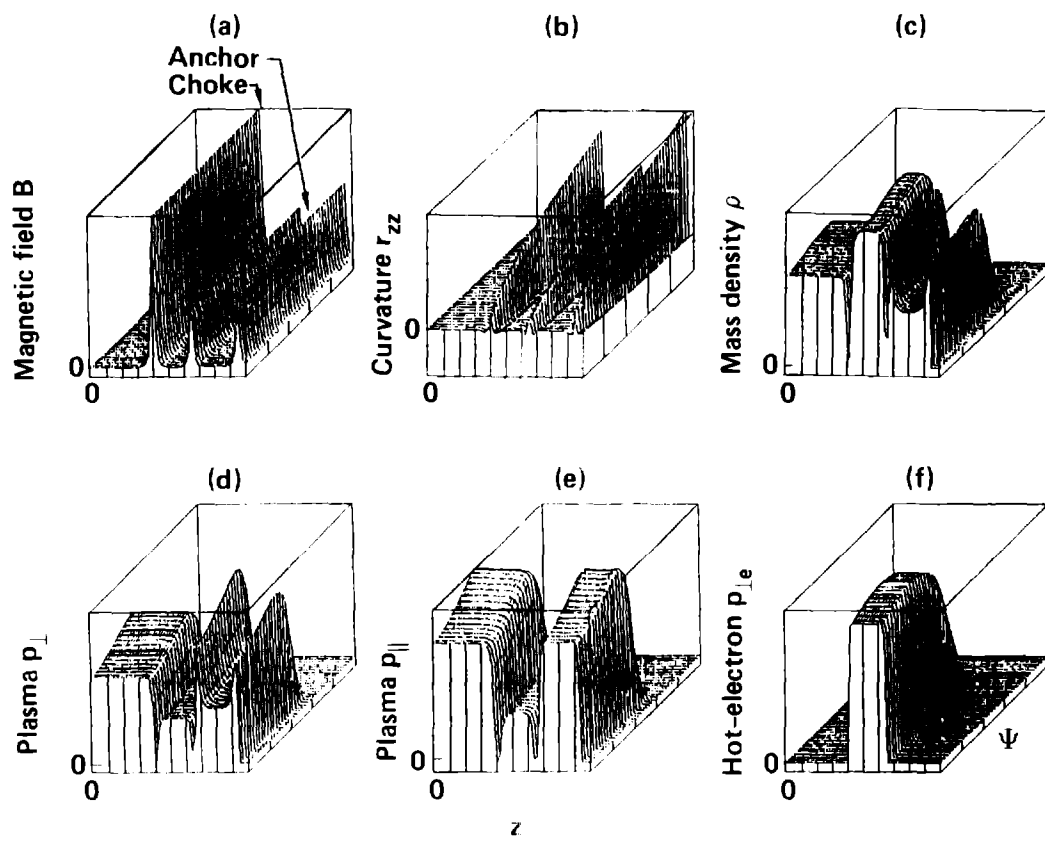 (a)
Anchor
Choke
Magnetic field B
0
0
(b)
Curvature r_zz
0
0
(c)
Mass density ρ
0
0
(d)
Plasma p_⊥
0
0
(e)
Plasma p_∥
0
0
(f)
Hot-electron p_⊥e
0
0
Ψ
z